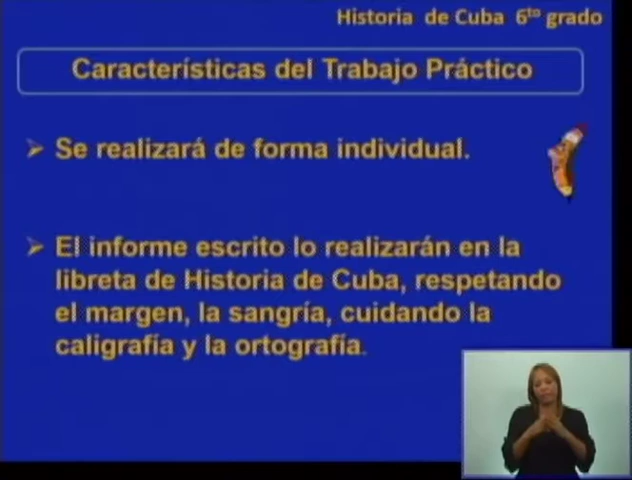 Historia de Cuba 6to grado
Características del Trabajo Práctico
Se realizará de forma individual.
El informe escrito lo realizarán en la
libreta de Historia de Cuba, respetando
el margen, la sangría, cuidando la
caligrafía y la ortografía.